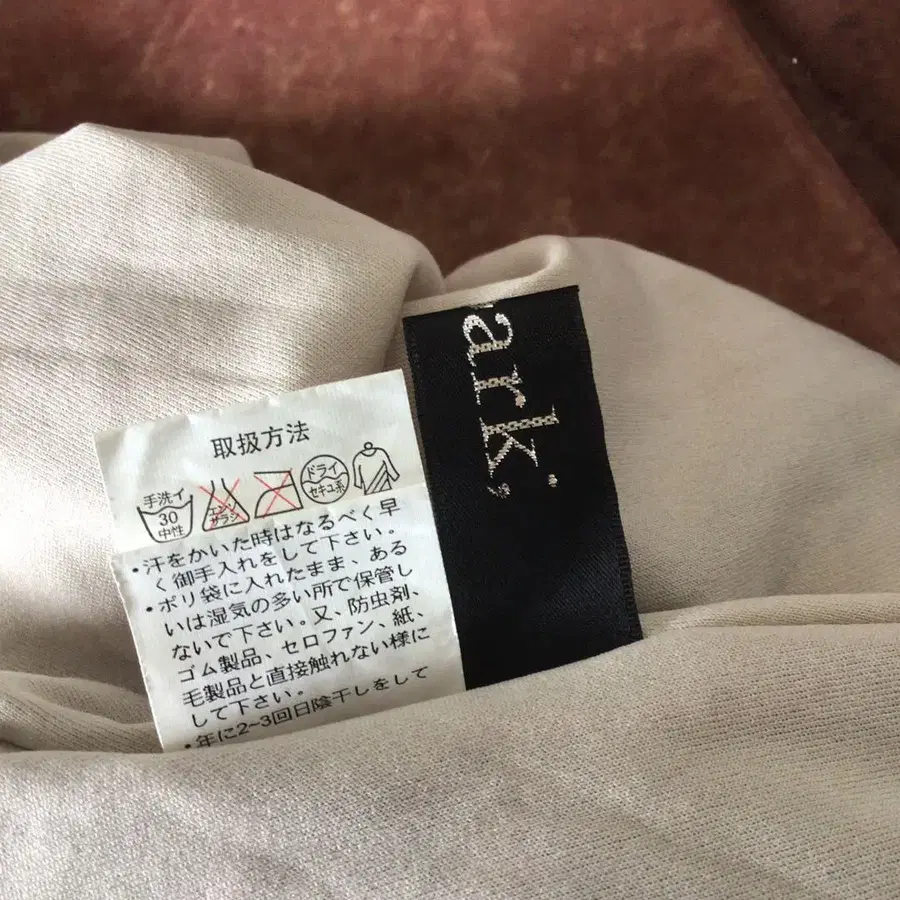 取扱方法
手洗イ
30
中性
エンソ
サラシ
ドライ
セキユ系
・汗をかいた時はなるべく早
く御手入れをして下さい。
・ポリ袋に入れたまま、ある
いは湿気の多い所で保管し
ないで下さい。又、防虫剤、
ゴム製品、セロファン、紙、
毛製品と直接触れない様に
して下さい。
・年に2~3回日陰干しをして
ark;